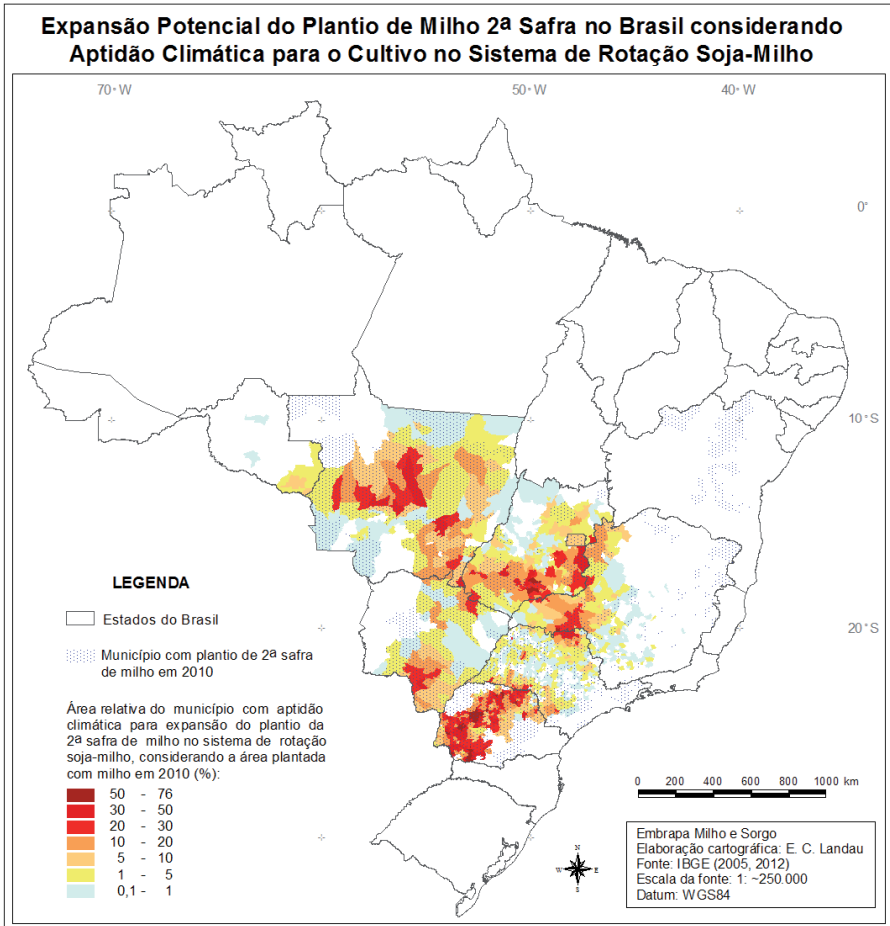 Expansão Potencial do Plantio de Milho 2ª Safra no Brasil considerando
Aptidão Climática para o Cultivo no Sistema de Rotação Soja-Milho
70° W
50° W
40° W
0°
10° S
20° S
LEGENDA
Estados do Brasil
Município com plantio de 2ª safra
de milho em 2010
Área relativa do município com aptidão
climática para expansão do plantio da
2ª safra de milho no sistema de rotação
soja-milho, considerando a área plantada
com milho em 2010 (%):
50 - 76
30 - 50
20 - 30
10 - 20
5 - 10
1 - 5
0,1 - 1
0 200 400 600 800 1000 km
N
W E
S
Embrapa Milho e Sorgo
Elaboração cartográfica: E. C. Landau
Fonte: IBGE (2005, 2012)
Escala da fonte: 1: ~250.000
Datum: WGS84